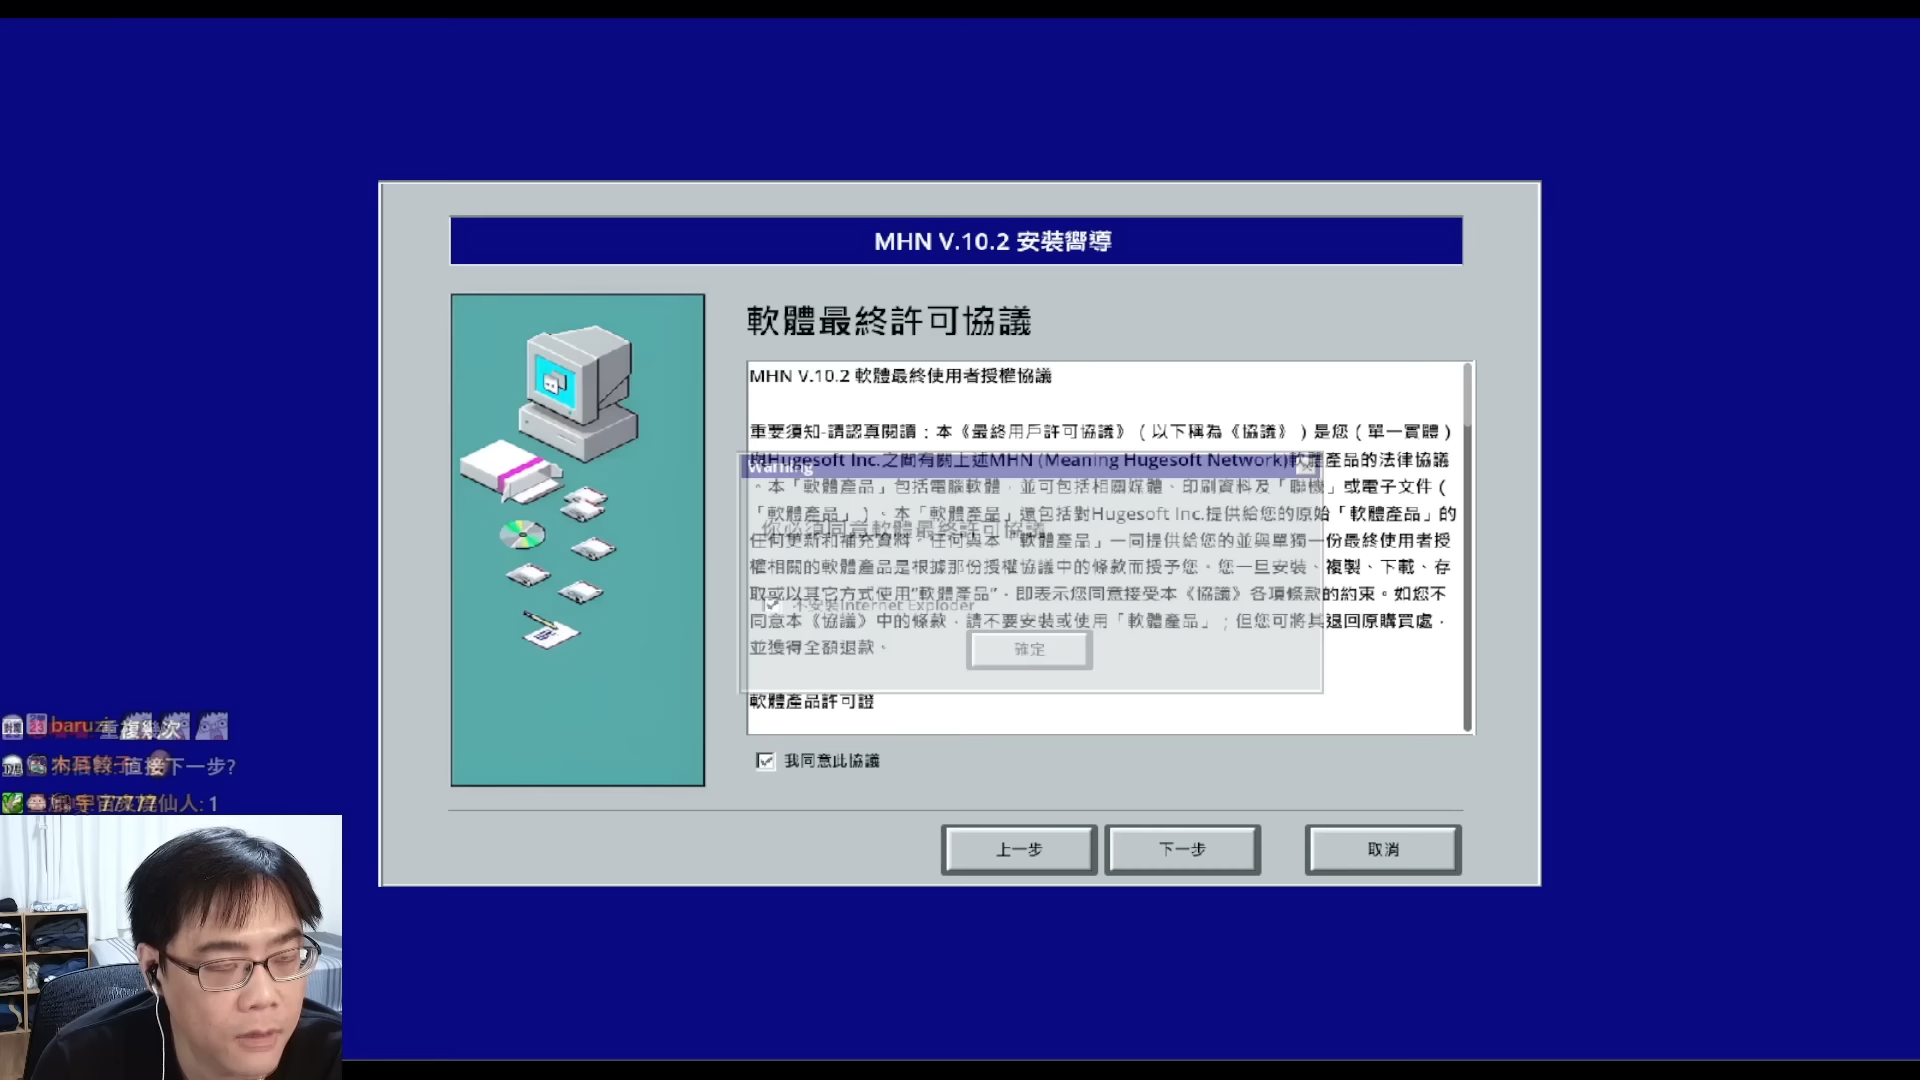 MHN V.10.2 安裝嚮導
軟體最終許可協議
MHN V.10.2 軟體最終使用者授權協議
重要須知-請認真閱讀：本《最終用戶許可協議》（以下稱為《協議》）是您（單一實體）
與Hugesoft Inc.之間有關上述MHN (Meaning Hugesoft Network)軟體產品的法律協議
。本「軟體產品」包括電腦軟體，並可包括相關媒體、印刷資料及「聯機」或電子文件（
「軟體產品」）。本「軟體產品」還包括對Hugesoft Inc.提供給您的原始「軟體產品」的
任何更新和補充資料。任何與本「軟體產品」一同提供給您的並與單獨一份最終使用者授
權相關的軟體產品是根據那份授權協議中的條款而授予您。您一旦安裝、複製、下載、存
取或以其它方式使用"軟體產品"，即表示您同意接受本《協議》各項條款的約束。如您不
同意本《協議》中的條款，請不要安裝或使用「軟體產品」；但您可將其退回原購買處，
並獲得全額退款。
軟體產品許可證
Warning
你必須同意軟體最終許可協議
不安裝Internet Exploder
確定
我同意此協議
上一步
下一步
取消
baruzi
重複幾次
直接下一步?
仙人: 1